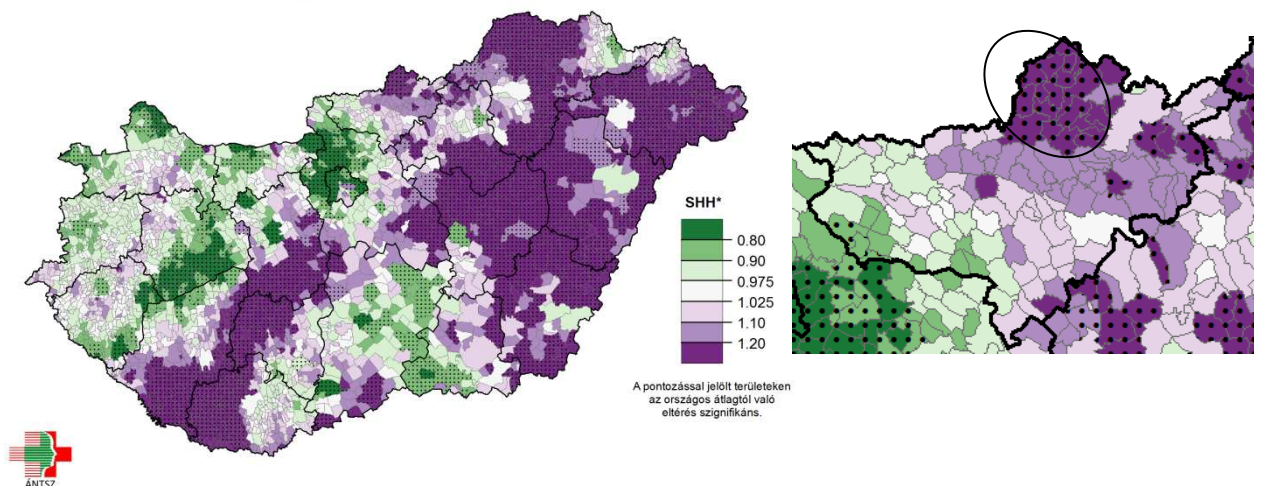 SHH*
0.80
0.90
0.975
1.025
1.10
1.20
A pontozással jelölt területeken
az országos átlagtól való
eltérés szignifikáns.
ÁNTSZ